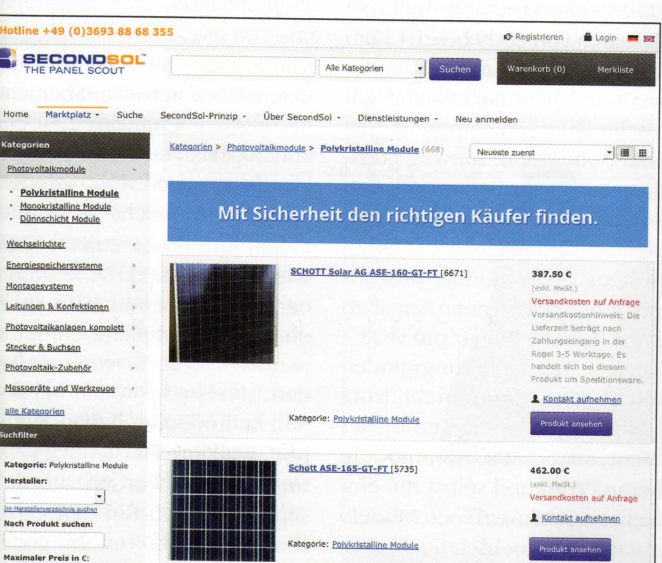 Hotline +49 (0)3693 88 68 355
Registrieren Login
SECONDSOL
THE PANEL SCOUT
Alle Kategorien Suchen Warenkorb (0) Merkliste
Home Marktplatz Suche SecondSol-Prinzip Über SecondSol Dienstleistungen Neu anmelden
Kategorien
Photovoltaikmodule
Polykristalline Module
Monokristalline Module
Dünnschicht Module
Wechselrichter
Energiespeichersysteme
Montagesysteme
Leitungen & Konfektionen
Photovoltaikanlagen komplett
Stecker & Buchsen
Photovoltaik-Zubehör
Messgeräte und Werkzeuge
alle Kategorien
Suchfilter
Kategorie: Polykristalline Module
Hersteller:
----
Im Herstellerverzeichnis suchen
Nach Produkt suchen:
Maximaler Preis in €:
Kategorien > Photovoltaikmodule > Polykristalline Module (668)
Neueste zuerst
Mit Sicherheit den richtigen Käufer finden.
SCHOTT Solar AG ASE-160-GT-FT [6671]
Kategorie: Polykristalline Module
387.50 €
(exkl. MwSt.)
Versandkosten auf Anfrage
Versandkostenhinweis: Die
Lieferzeit beträgt nach
Zahlungseingang in der
Regel 3-5 Werktage. Es
handelt sich bei diesem
Produkt um Speditionsware.
Kontakt aufnehmen
Produkt ansehen
Schott ASE-165-GT-FT [5735]
Kategorie: Polykristalline Module
462.00 €
(exkl. MwSt.)
Versandkosten auf Anfrage
Kontakt aufnehmen
Produkt ansehen